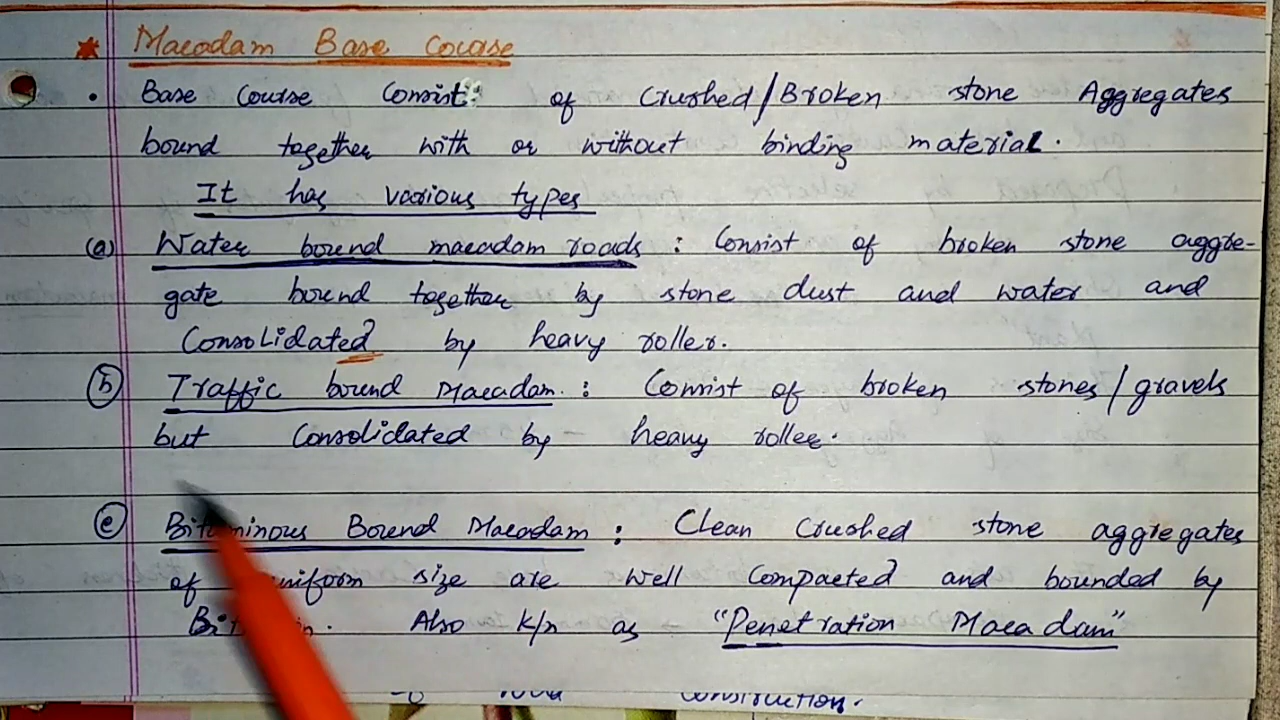 * Macadam Base Course
• Base Course Consist of Crushed/Broken stone Aggregates
bound together with or without binding material.
It has various types
(a) Water bound macadam roads : Consist of broken stone aggre-
gate bound together by stone dust and water and
Consolidated by heavy roller.
(b) Traffic bound Macadam : Consist of broken stones/gravels
but Consolidated by heavy roller.
(c) Bituminous Bound Macadam : Clean Crushed stone aggregates
of uniform size are well Compacted and bounded by
Also k/n as "Penetration Macadam"
construction.